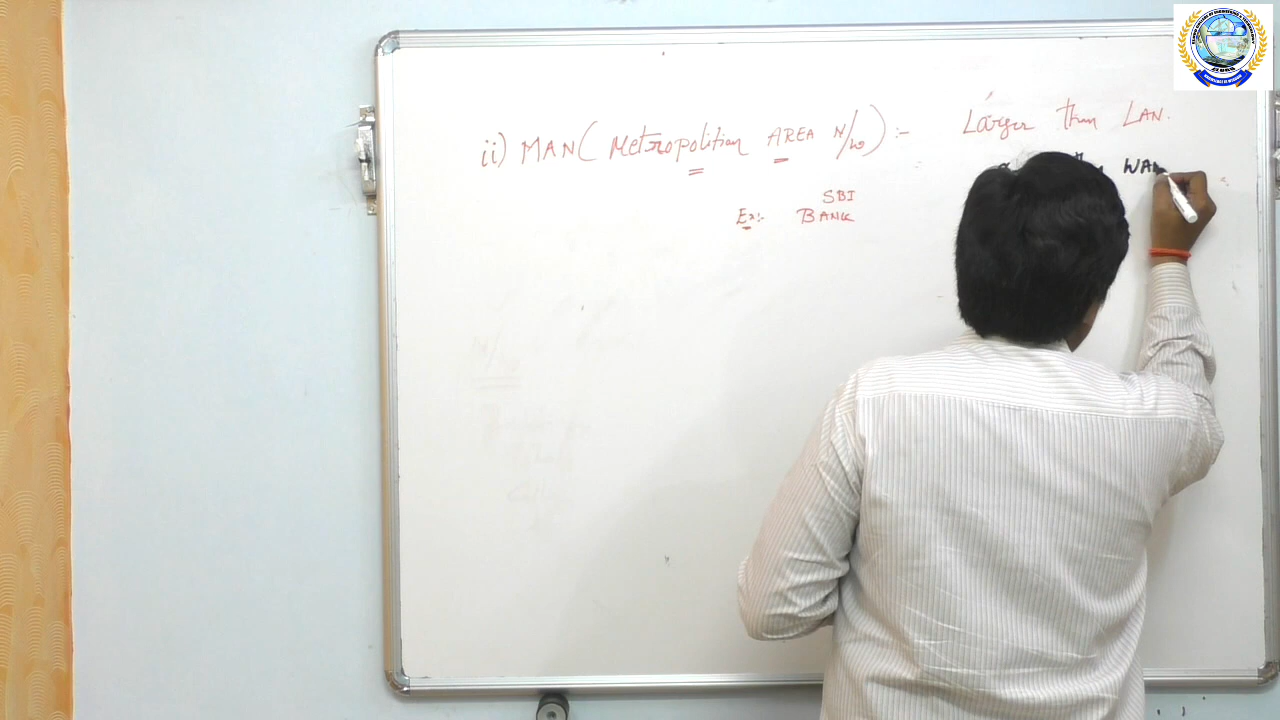 ii) MAN( Metropolitian AREA N/w) :- Larger than LAN.
WAN
SBI
Ex:- BANK